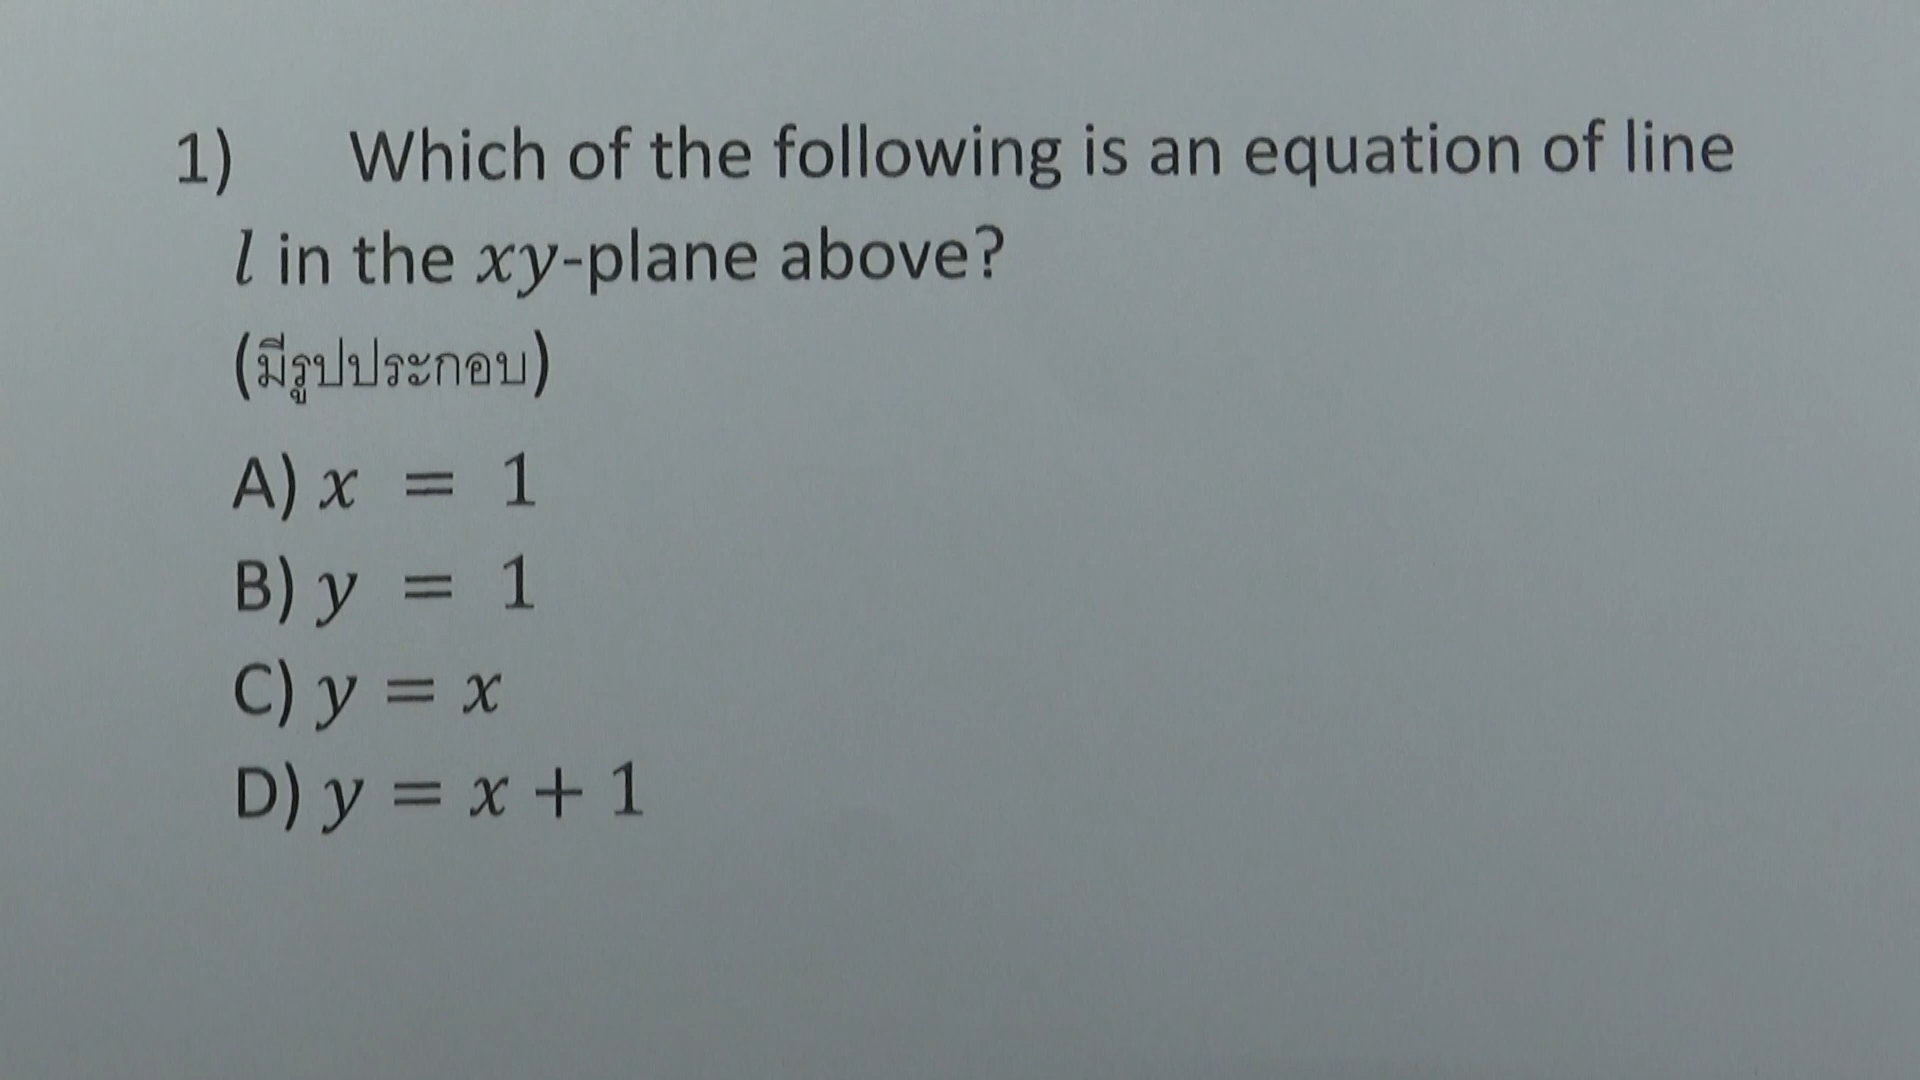 1) Which of the following is an equation of line
l in the xy-plane above?
(มีรูปประกอบ)
A) x = 1
B) y = 1
C) y = x
D) y = x + 1